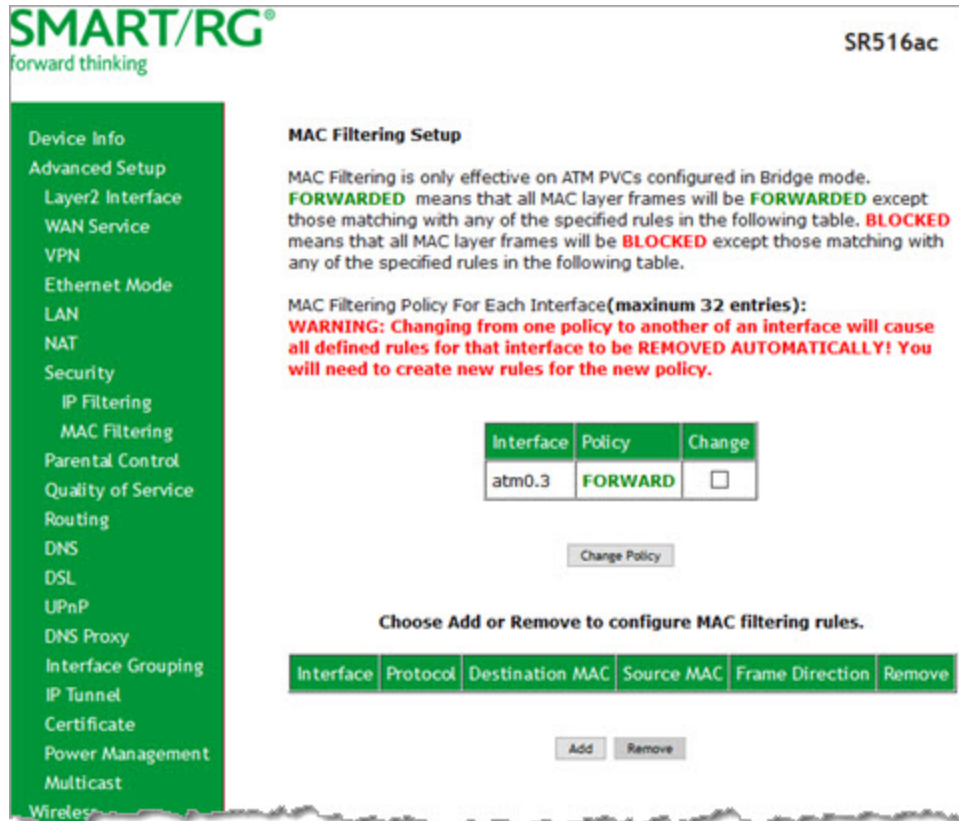 SMART/RG®
forward thinking
SR516ac
Device Info
Advanced Setup
Layer2 Interface
WAN Service
VPN
Ethernet Mode
LAN
NAT
Security
IP Filtering
MAC Filtering
Parental Control
Quality of Service
Routing
DNS
DSL
UPnP
DNS Proxy
Interface Grouping
IP Tunnel
Certificate
Power Management
Multicast
Wireless
MAC Filtering Setup
MAC Filtering is only effective on ATM PVCs configured in Bridge mode.
FORWARDED means that all MAC layer frames will be FORWARDED except
those matching with any of the specified rules in the following table. BLOCKED
means that all MAC layer frames will be BLOCKED except those matching with
any of the specified rules in the following table.
MAC Filtering Policy For Each Interface(maxinum 32 entries):
WARNING: Changing from one policy to another of an interface will cause
all defined rules for that interface to be REMOVED AUTOMATICALLY! You
will need to create new rules for the new policy.
Interface Policy Change
atm0.3 FORWARD
Change Policy
Choose Add or Remove to configure MAC filtering rules.
Interface Protocol Destination MAC Source MAC Frame Direction Remove
Add Remove